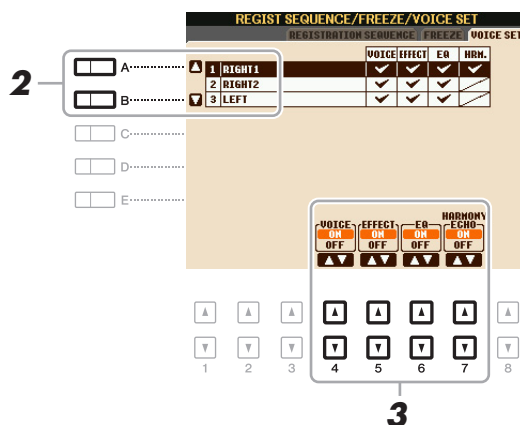 REGIST SEQUENCE/FREEZE/VOICE SET
REGISTRATION SEQUENCE FREEZE VOICE SET
VOICE EFFECT EQ HRM.
A
1 RIGHT1
2
2 RIGHT2
B
3 LEFT
C
D
E
HARMONY
VOICE EFFECT EQ ECHO
ON ON ON ON
OFF OFF OFF OFF
1 2 3 4 5 6 7 8
3